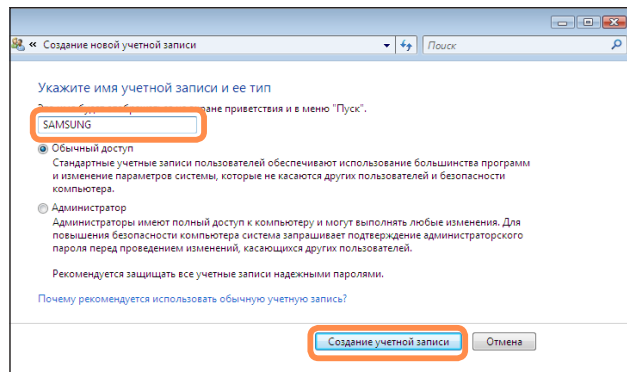 « Создание новой учетной записи
Поиск
Укажите имя учетной записи и ее тип
ране приветствия и в меню "Пуск".
SAMSUNG
Обычный доступ
Стандартные учетные записи пользователей обеспечивают использование большинства программ
и изменение параметров системы, которые не касаются других пользователей и безопасности
компьютера.
Администратор
Администраторы имеют полный доступ к компьютеру и могут выполнять любые изменения. Для
повышения безопасности компьютера система запрашивает подтверждение администраторского
пароля перед проведением изменений, касающихся других пользователей.
Рекомендуется защищать все учетные записи надежными паролями.
Почему рекомендуется использовать обычную учетную запись?
Создание учетной записи
Отмена